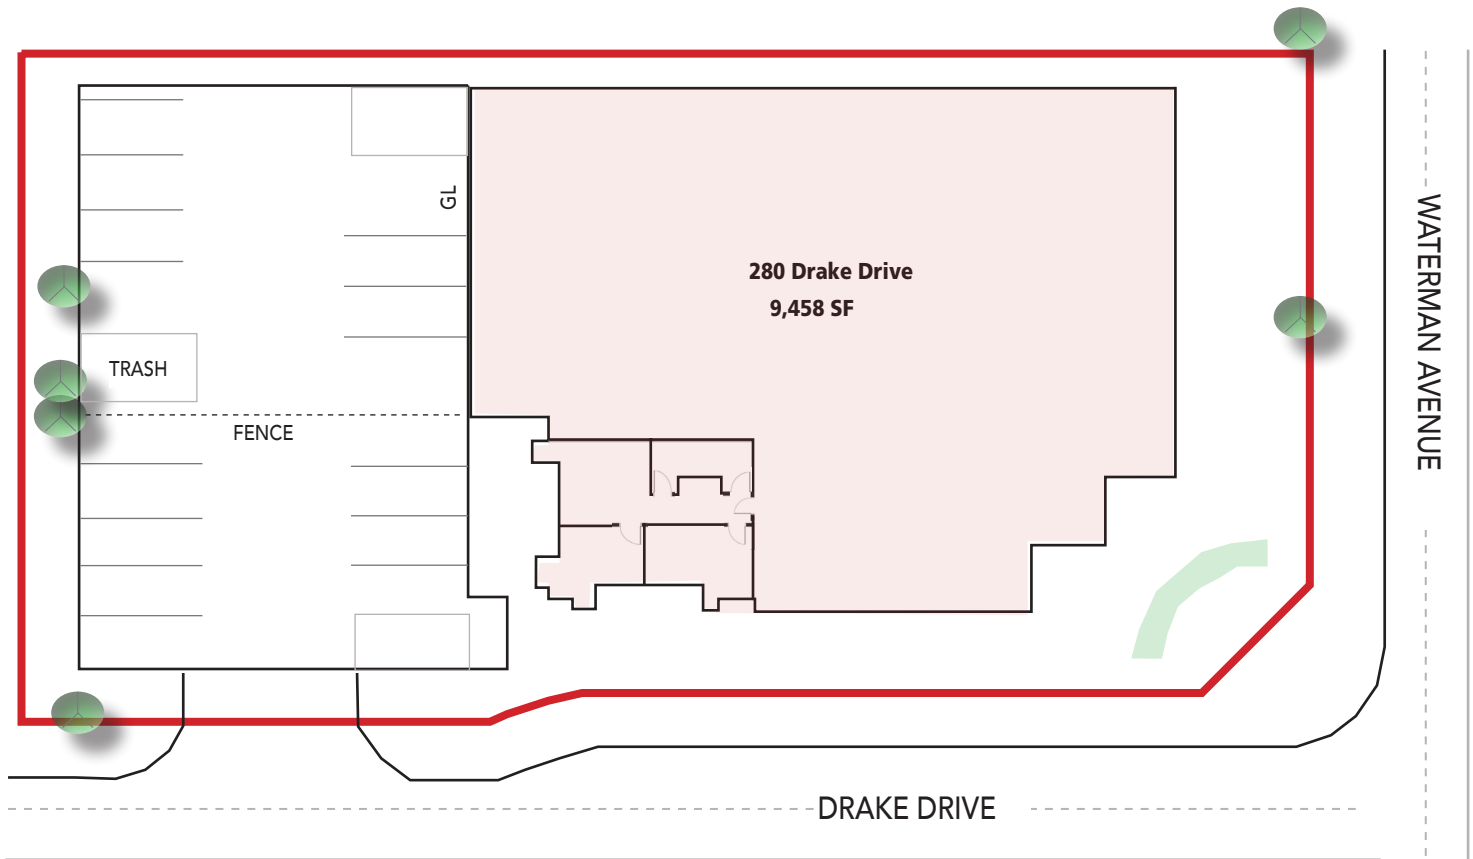 GL
280 Drake Drive
9,458 SF
WATERMAN AVENUE
TRASH
FENCE
DRAKE DRIVE